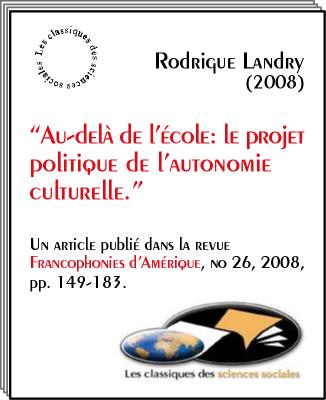 Les classiques des sciences sociales
Rodrigue Landry
(2008)
“Au-delà de l’école: le projet
politique de l’autonomie
culturelle.”
Un article publié dans la revue
Francophonies d’Amérique, no 26, 2008,
pp. 149-183.
Les classiques des sciences sociales